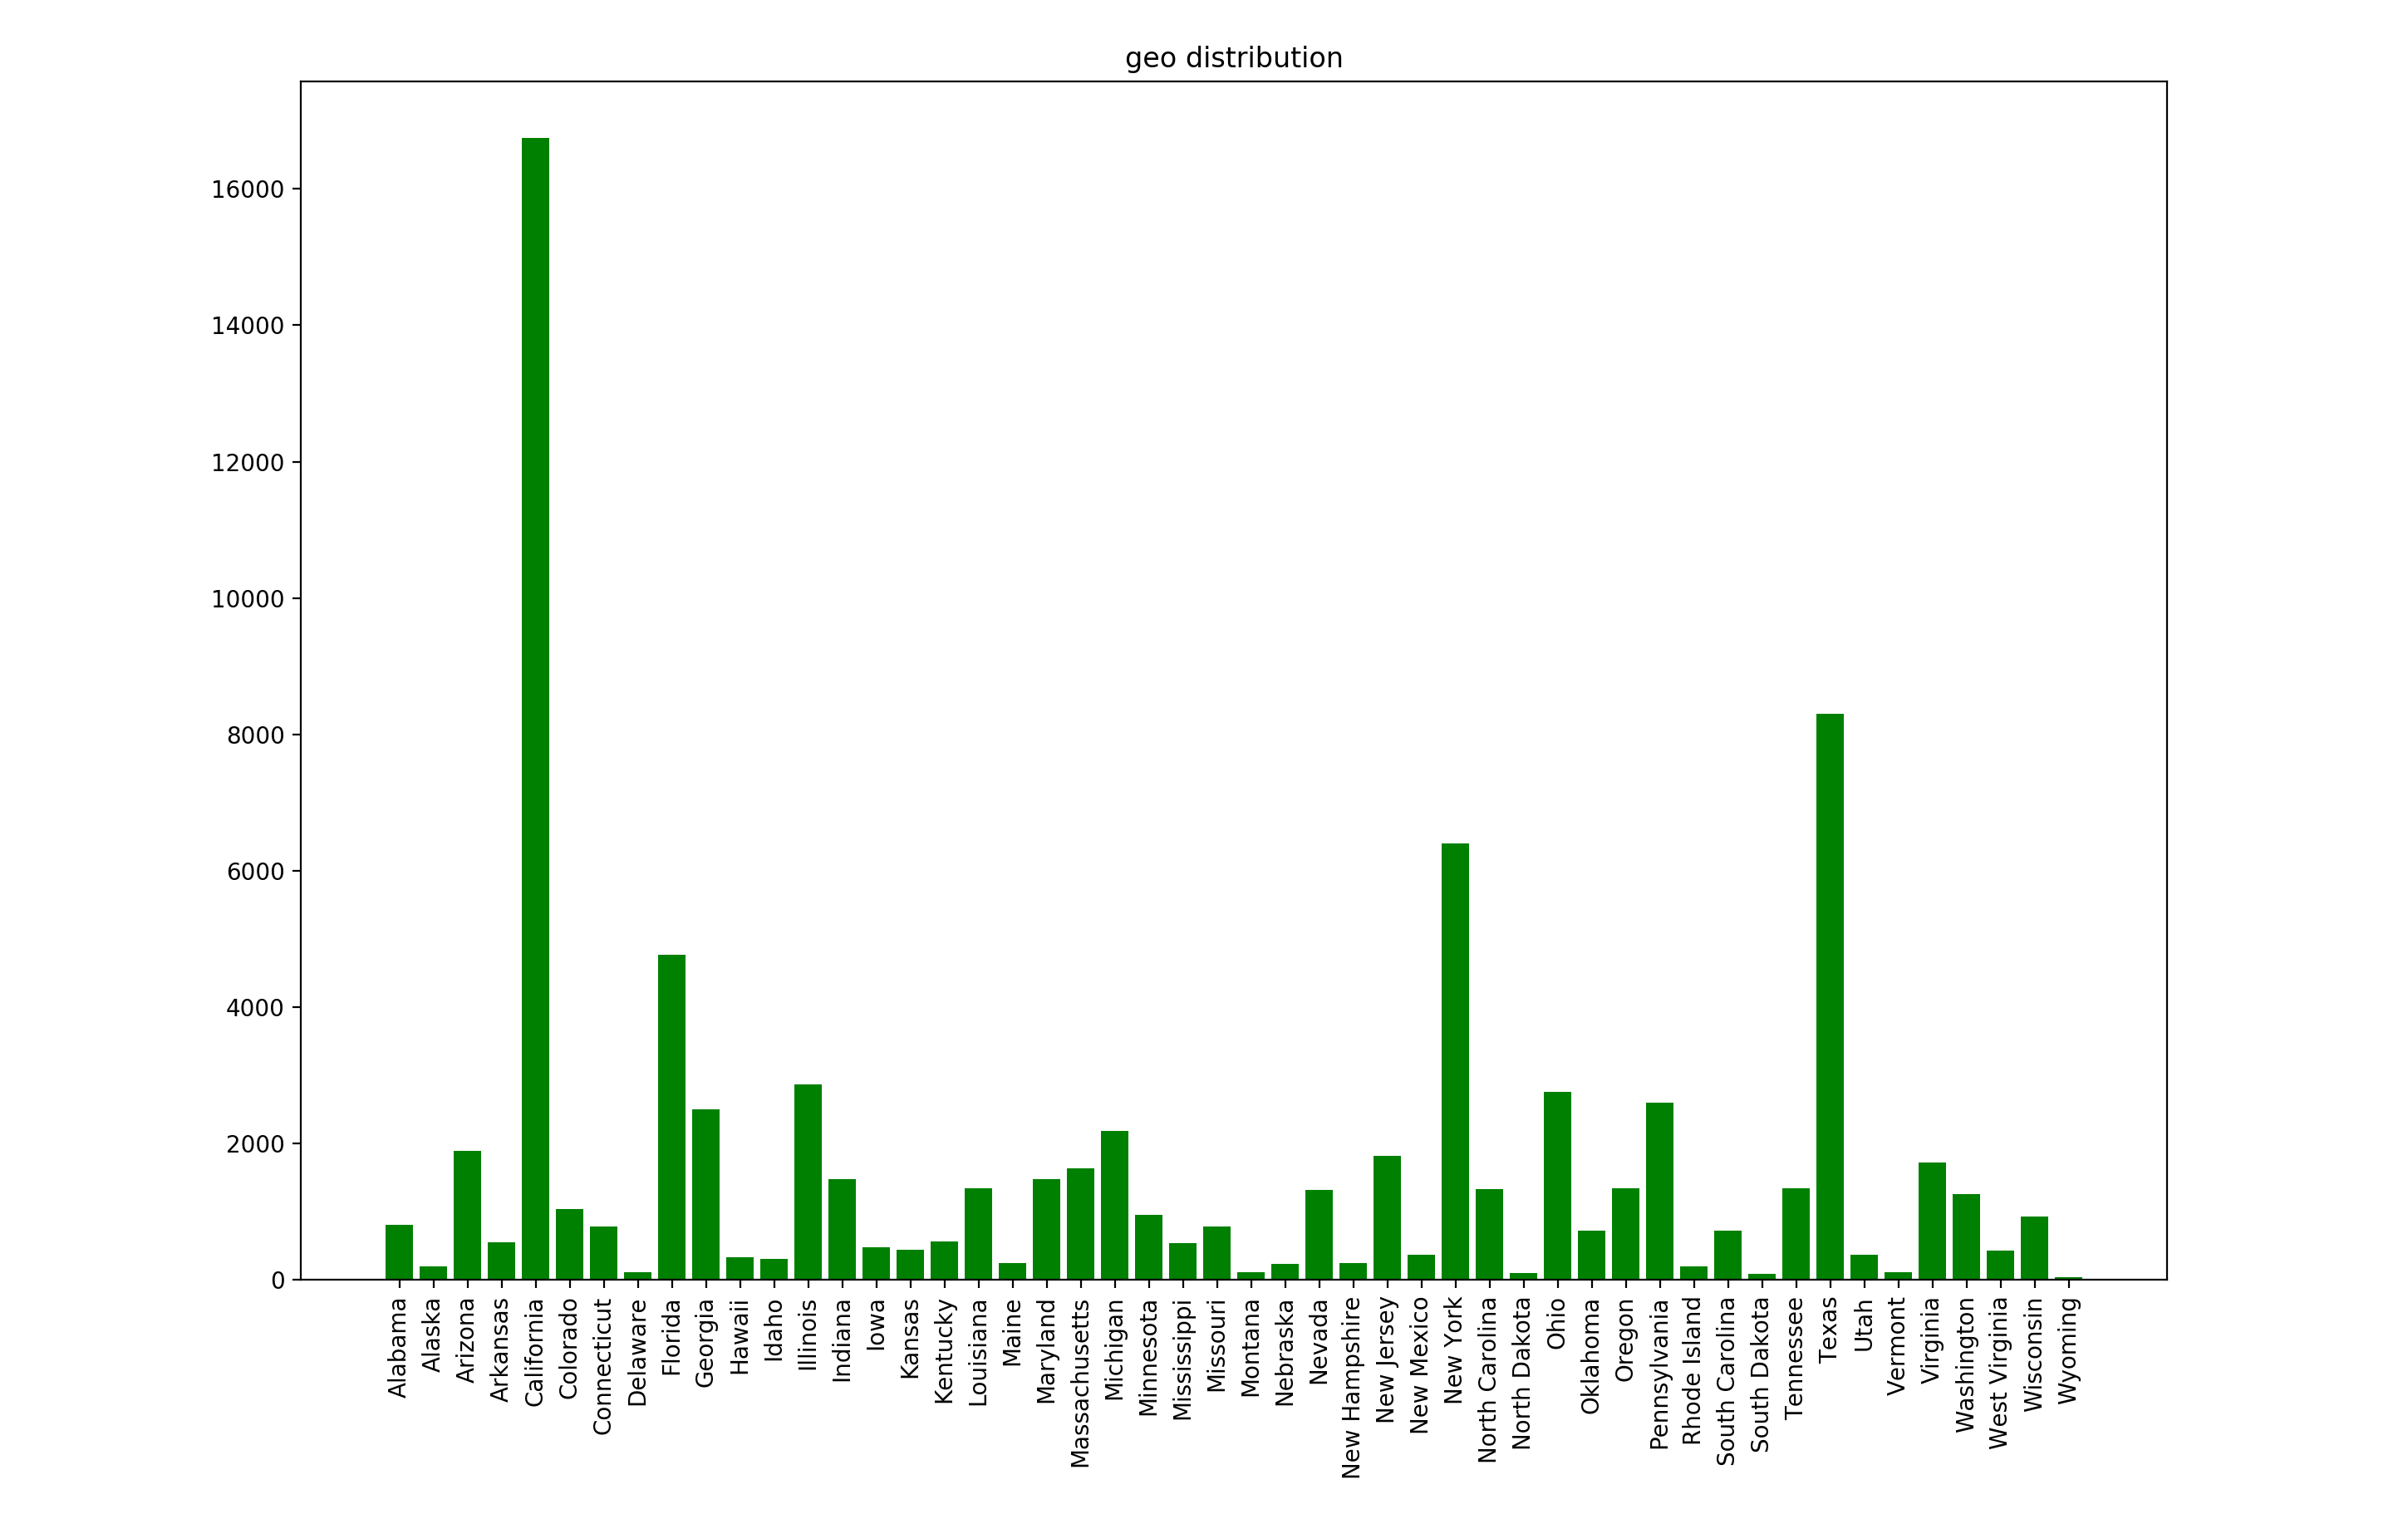 geo distribution
16000
14000
12000
10000
8000
6000
4000
2000
0
Alabama
Alaska
Arizona
Arkansas
California
Colorado
Connecticut
Delaware
Florida
Georgia
Hawaii
Idaho
Illinois
Indiana
Iowa
Kansas
Kentucky
Louisiana
Maine
Maryland
Massachusetts
Michigan
Minnesota
Mississippi
Missouri
Montana
Nebraska
Nevada
New Hampshire
New Jersey
New Mexico
New York
North Carolina
North Dakota
Ohio
Oklahoma
Oregon
Pennsylvania
Rhode Island
South Carolina
South Dakota
Tennessee
Texas
Utah
Vermont
Virginia
Washington
West Virginia
Wisconsin
Wyoming